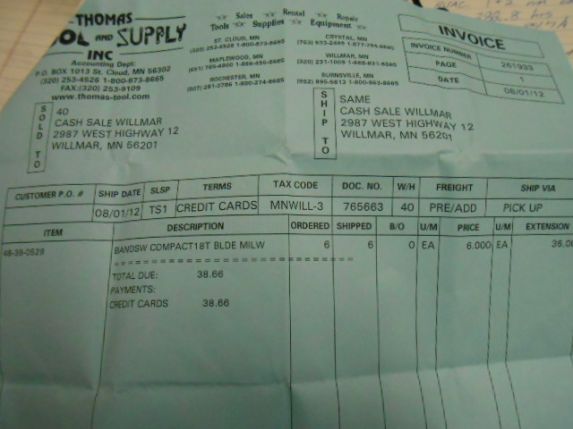 THOMAS
OOL AND SUPPLY
INC
Accounting Dept:
P.O. BOX 1013 St. Cloud, MN 56302
(320) 253-4526 1-800-873-8665
FAX:(320) 253-9109
www.thomas-tool.com
Sales Rental Repair
Tools Supplies Equipment
ST. CLOUD, MN
MAPLEWOOD, MN
ROCHESTER, MN
CRYSTAL, MN
WILLMAR, MN
BURNSVILLE, MN
INVOICE
INVOICE NUMBER 261933
PAGE 1
DATE 08/01/12
SOLD TO
40
CASH SALE WILLMAR
2987 WEST HIGHWAY 12
WILLMAR, MN 56201
SHIP TO
SAME
CASH SALE WILLMAR
2987 WEST HIGHWAY 12
WILLMAR, MN 56201
CUSTOMER P.O. # SHIP DATE SLSP TERMS TAX CODE DOC. NO. W/H FREIGHT SHIP VIA
08/01/12 TS1 CREDIT CARDS MNWILL-3 765663 40 PRE/ADD PICK UP
ITEM DESCRIPTION ORDERED SHIPPED B/O U/M PRICE U/M EXTENSION
48-39-0529 BANDSW COMPACT18T BLDE MILW 6 6 0 EA 6.000 EA 36.00
TOTAL DUE: 38.66
PAYMENTS:
CREDIT CARDS 38.66